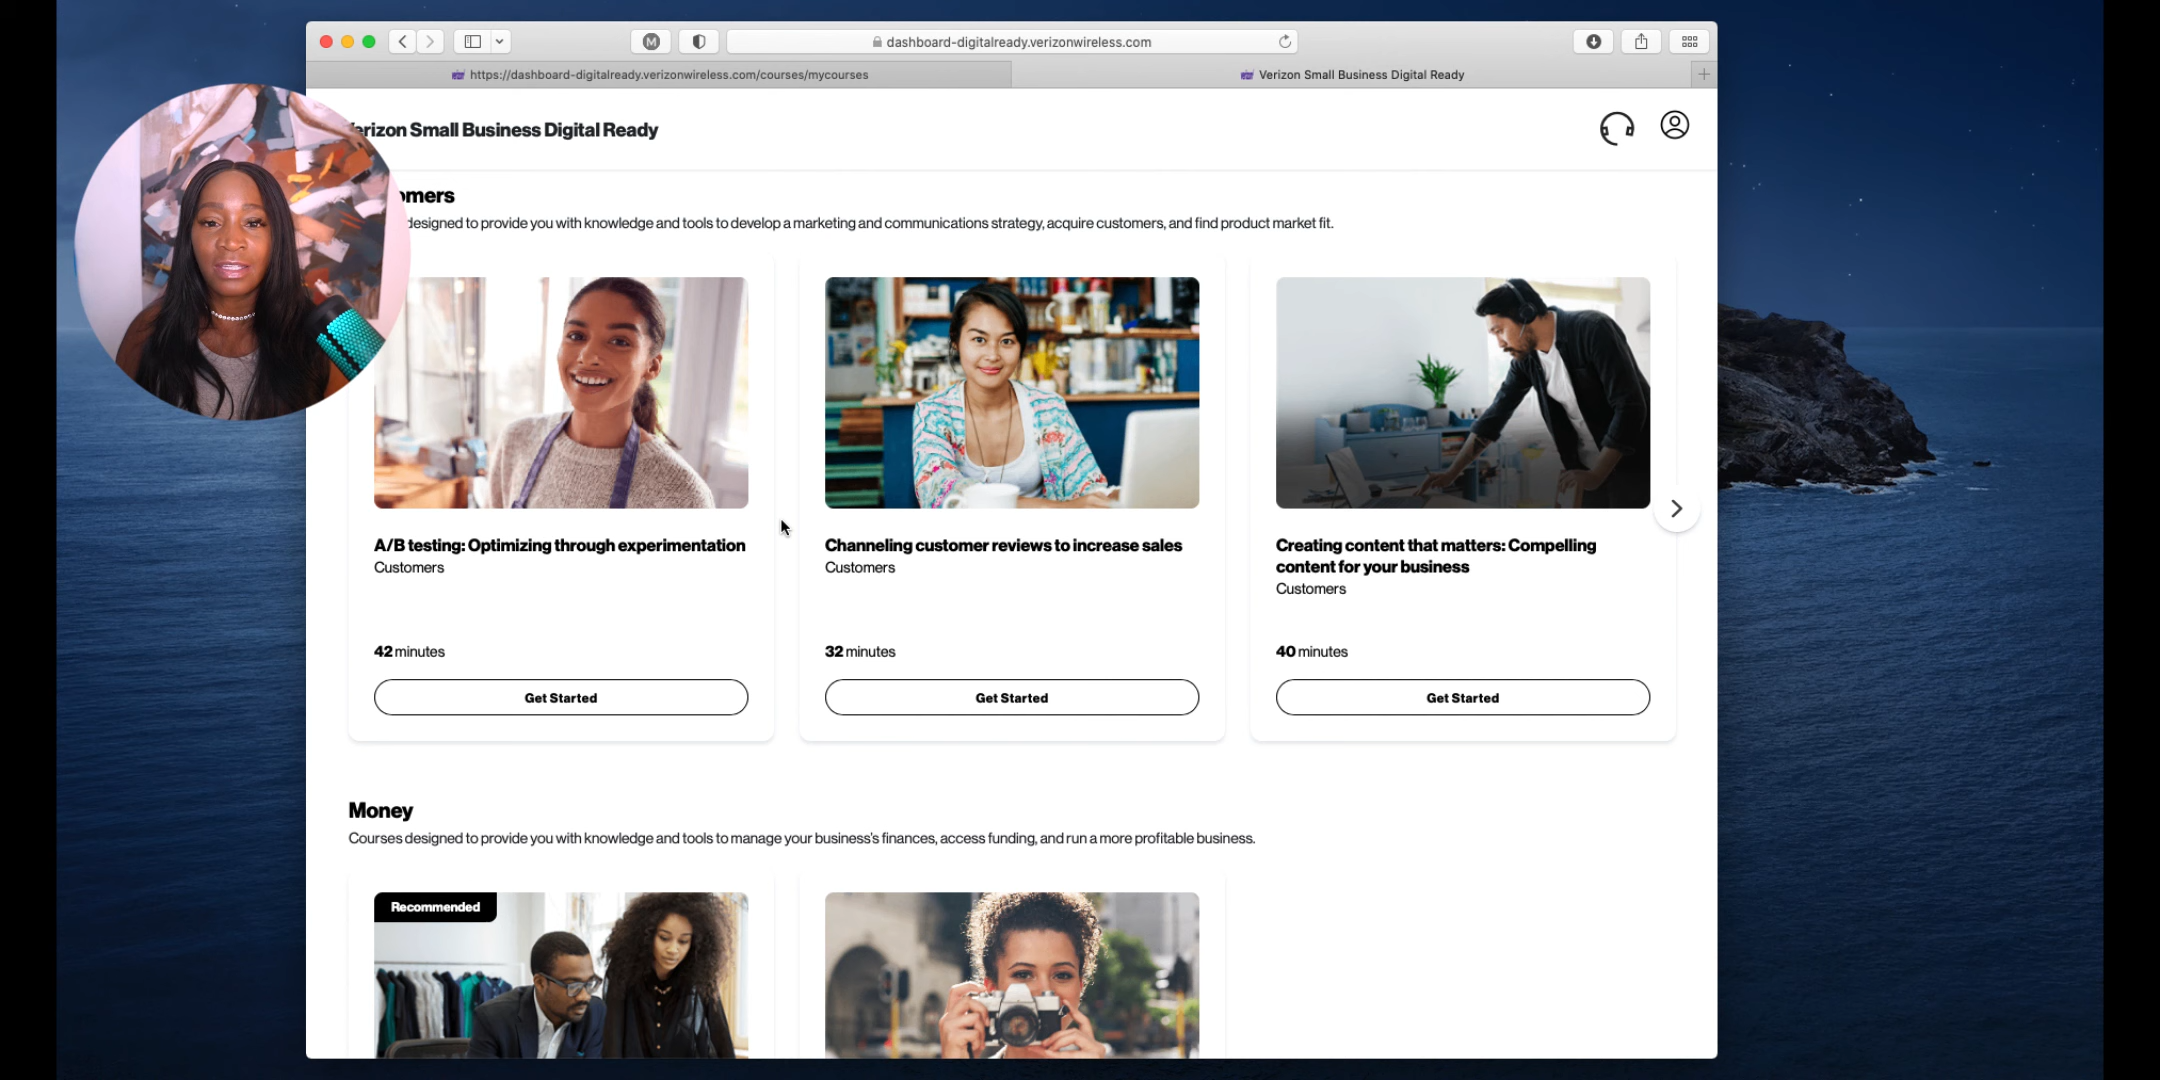 M
dashboard-digitalready.verizonwireless.com
https://dashboard-digitalready.verizonwireless.com/courses/mycourses
Verizon Small Business Digital Ready
erizon Small Business Digital Ready
omers
designed to provide you with knowledge and tools to develop a marketing and communications strategy, acquire customers, and find product market fit.
A/B testing: Optimizing through experimentation
Customers
42 minutes
Get Started
Channeling customer reviews to increase sales
Customers
32 minutes
Get Started
Creating content that matters: Compelling
content for your business
Customers
40 minutes
Get Started
Money
Courses designed to provide you with knowledge and tools to manage your business's finances, access funding, and run a more profitable business.
Recommended